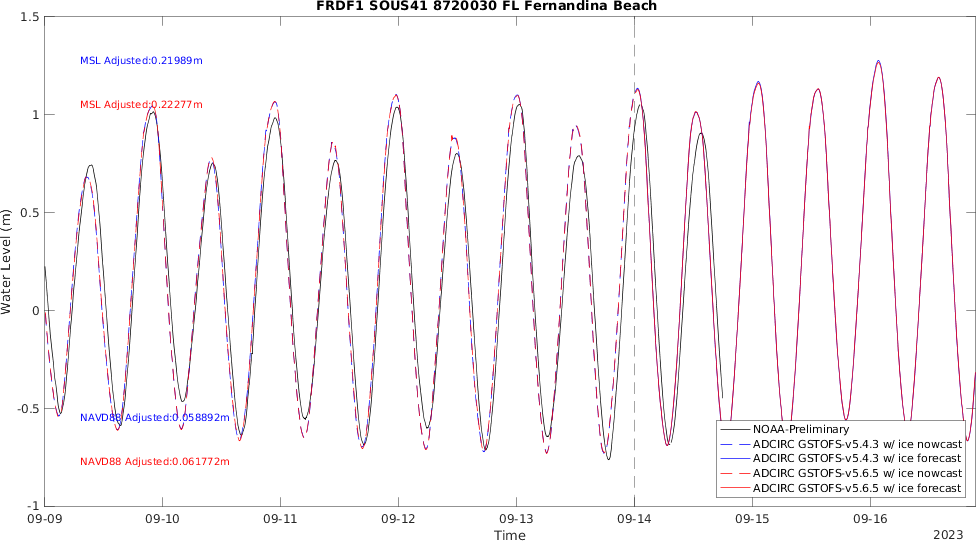 FRDF1 SOUS41 8720030 FL Fernandina Beach
1.5
1
0.5
0
-0.5
-1
Water Level (m)
MSL Adjusted:0.21989m
MSL Adjusted:0.22277m
NAVD88 Adjusted:0.058892m
NAVD88 Adjusted:0.061772m
NOAA-Preliminary
ADCIRC GSTOFS-v5.4.3 w/ ice nowcast
ADCIRC GSTOFS-v5.4.3 w/ ice forecast
ADCIRC GSTOFS-v5.6.5 w/ ice nowcast
ADCIRC GSTOFS-v5.6.5 w/ ice forecast
09-09 09-10 09-11 09-12 09-13 09-14 09-15 09-16
Time
2023